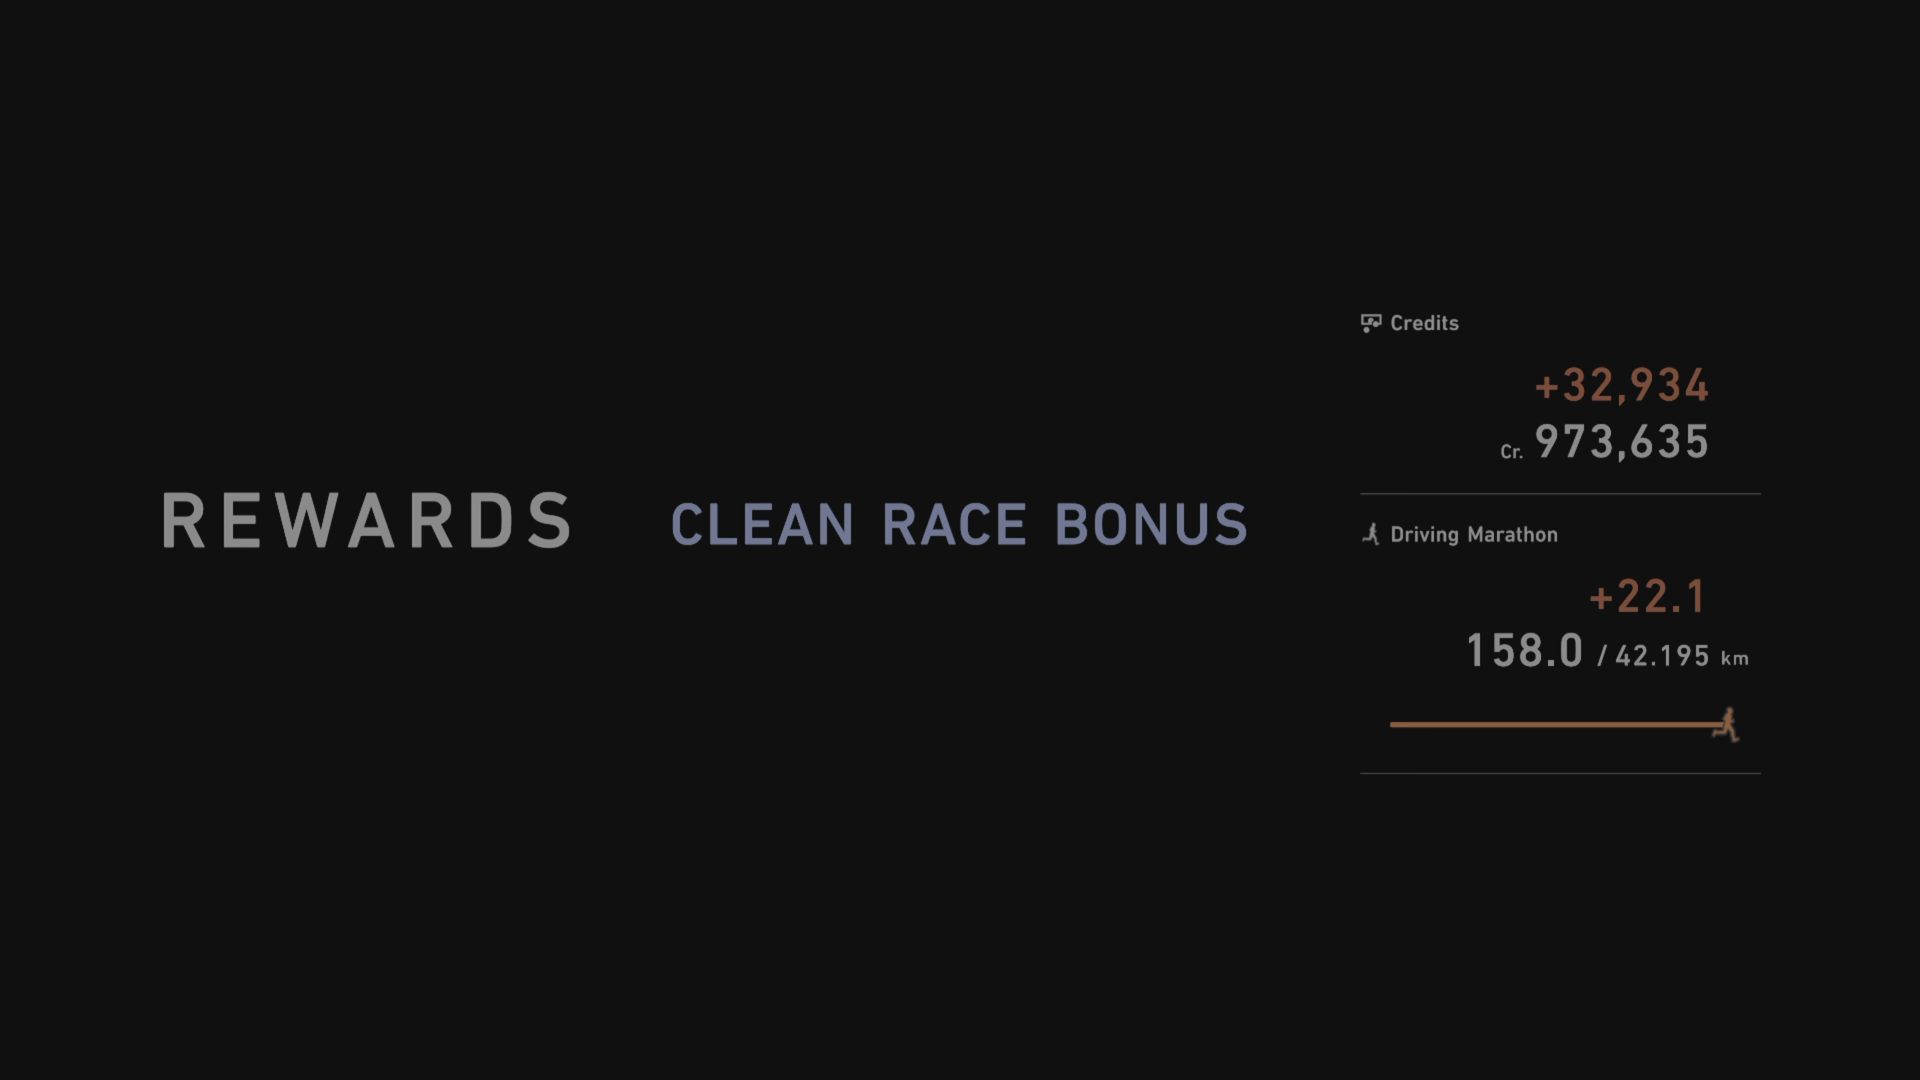 REWARDS
CLEAN RACE BONUS
Credits
+32,934
Cr. 973,635
Driving Marathon
+22.1
158.0 / 42.195 km